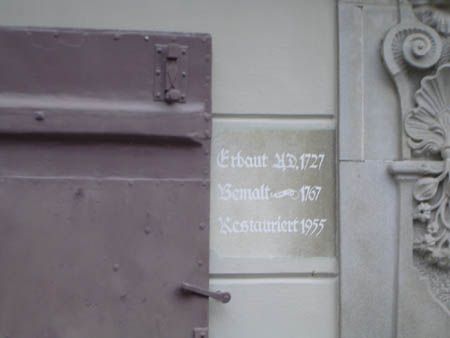 Erbaut A.D. 1727
Bemalt 1767
Restauriert 1955